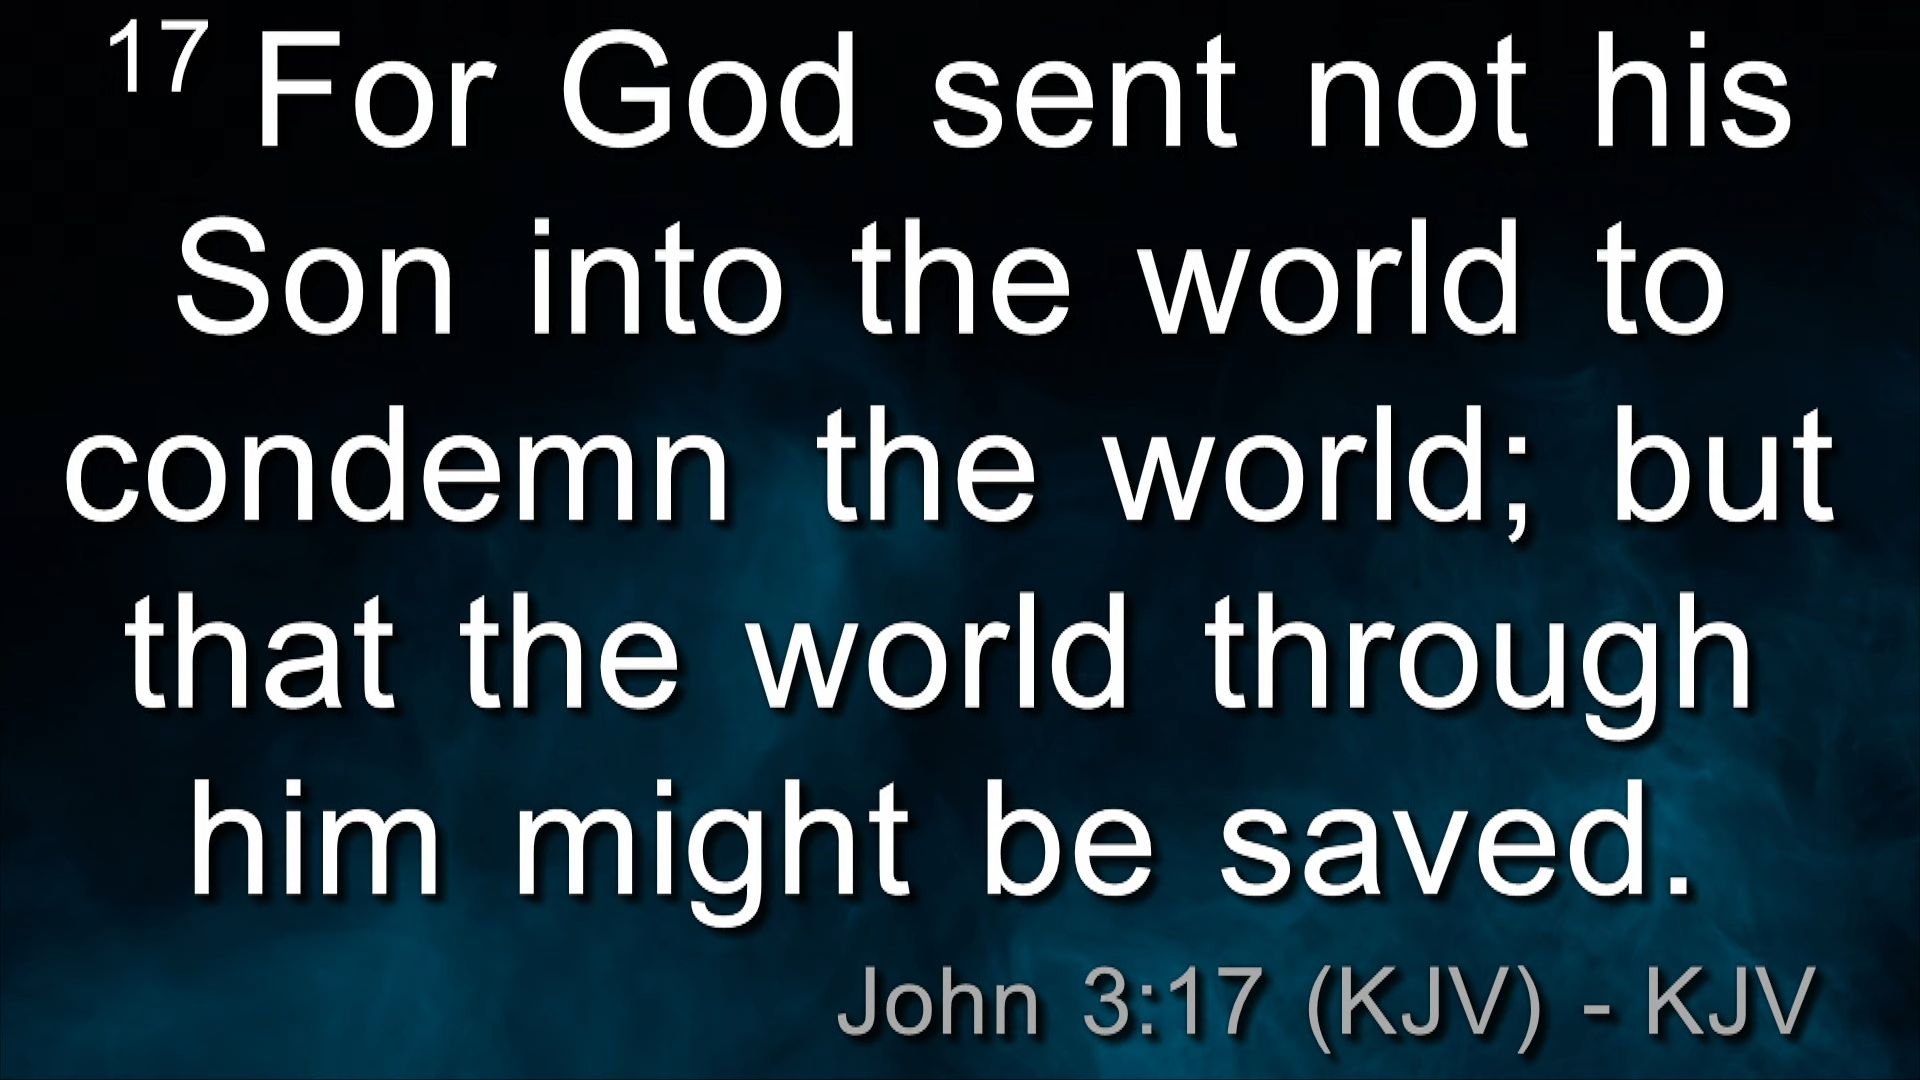 17 For God sent not his
Son into the world to
condemn the world; but
that the world through
him might be saved.
John 3:17 (KJV) - KJV